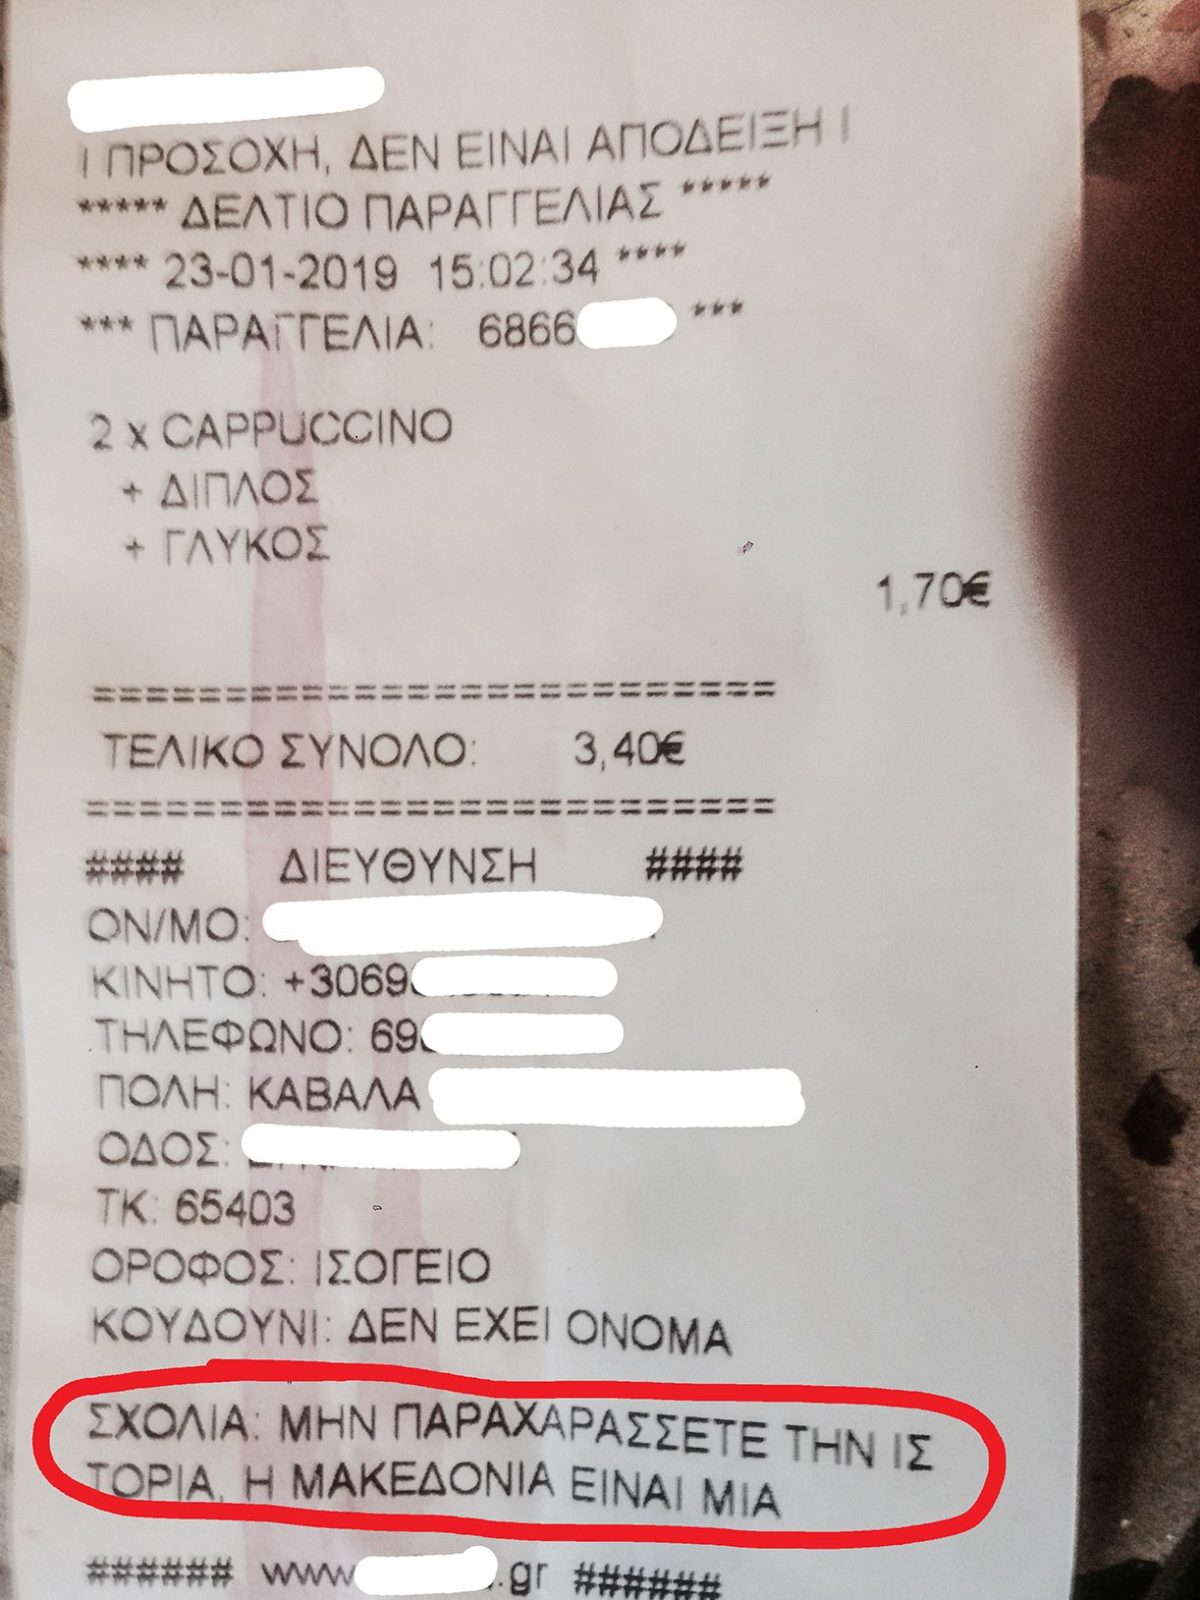 ! ΠΡΟΣΟΧΗ, ΔΕΝ ΕΙΝΑΙ ΑΠΟΔΕΙΞΗ !
***** ΔΕΛΤΙΟ ΠΑΡΑΓΓΕΛΙΑΣ *****
**** 23-01-2019 15:02:34 ****
*** ΠΑΡΑΓΓΕΛΙΑ: 6866 ***
2 x CAPPUCCINO
+ ΔΙΠΛΟΣ
+ ΓΛΥΚΟΣ
1,70€
==========================
ΤΕΛΙΚΟ ΣΥΝΟΛΟ: 3,40€
==========================
#### ΔΙΕΥΘΥΝΣΗ ####
ΟΝ/ΜΟ:
ΚΙΝΗΤΟ: +3069
ΤΗΛΕΦΩΝΟ: 69
ΠΟΛΗ: ΚΑΒΑΛΑ
ΟΔΟΣ:
ΤΚ: 65403
ΟΡΟΦΟΣ: ΙΣΟΓΕΙΟ
ΚΟΥΔΟΥΝΙ: ΔΕΝ ΕΧΕΙ ΟΝΟΜΑ
ΣΧΟΛΙΑ: ΜΗΝ ΠΑΡΑΧΑΡΑΣΣΕΤΕ ΤΗΝ ΙΣ
ΤΟΡΙΑ, Η ΜΑΚΕΔΟΝΙΑ ΕΙΝΑΙ ΜΙΑ
###### www .gr ######